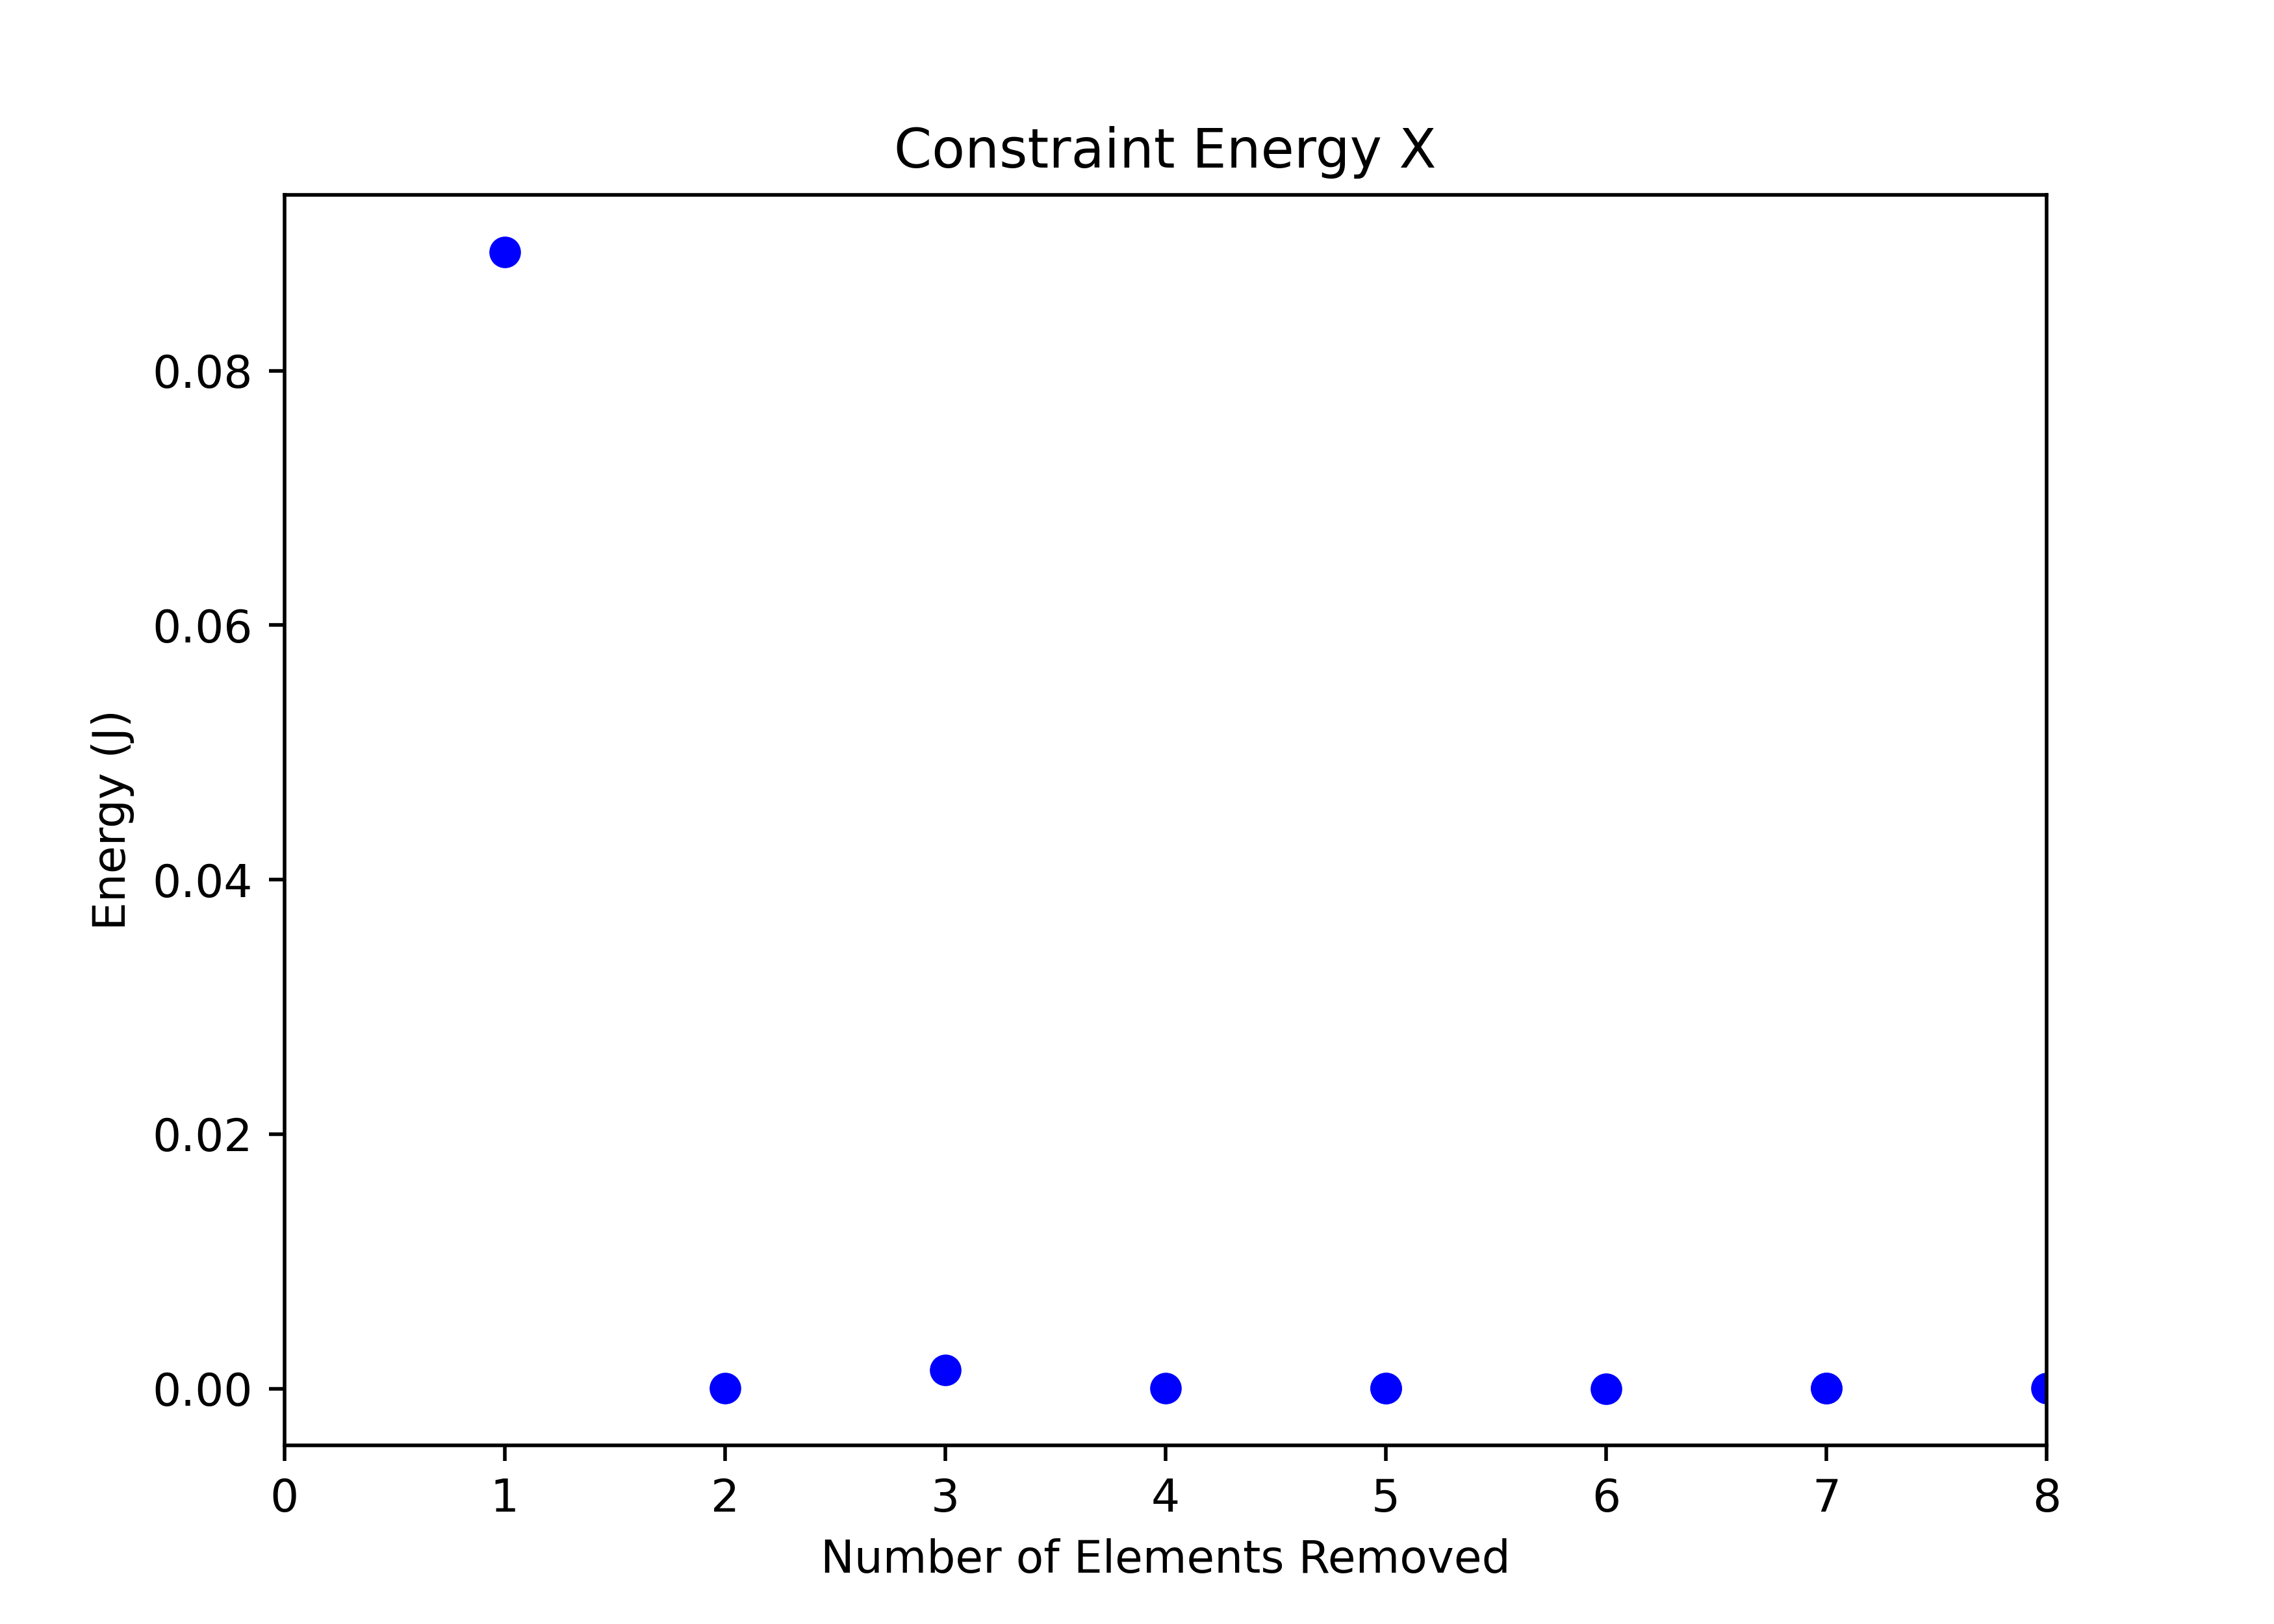 Constraint Energy X
Energy (J)
0.08
0.06
0.04
0.02
0.00
0 1 2 3 4 5 6 7 8
Number of Elements Removed